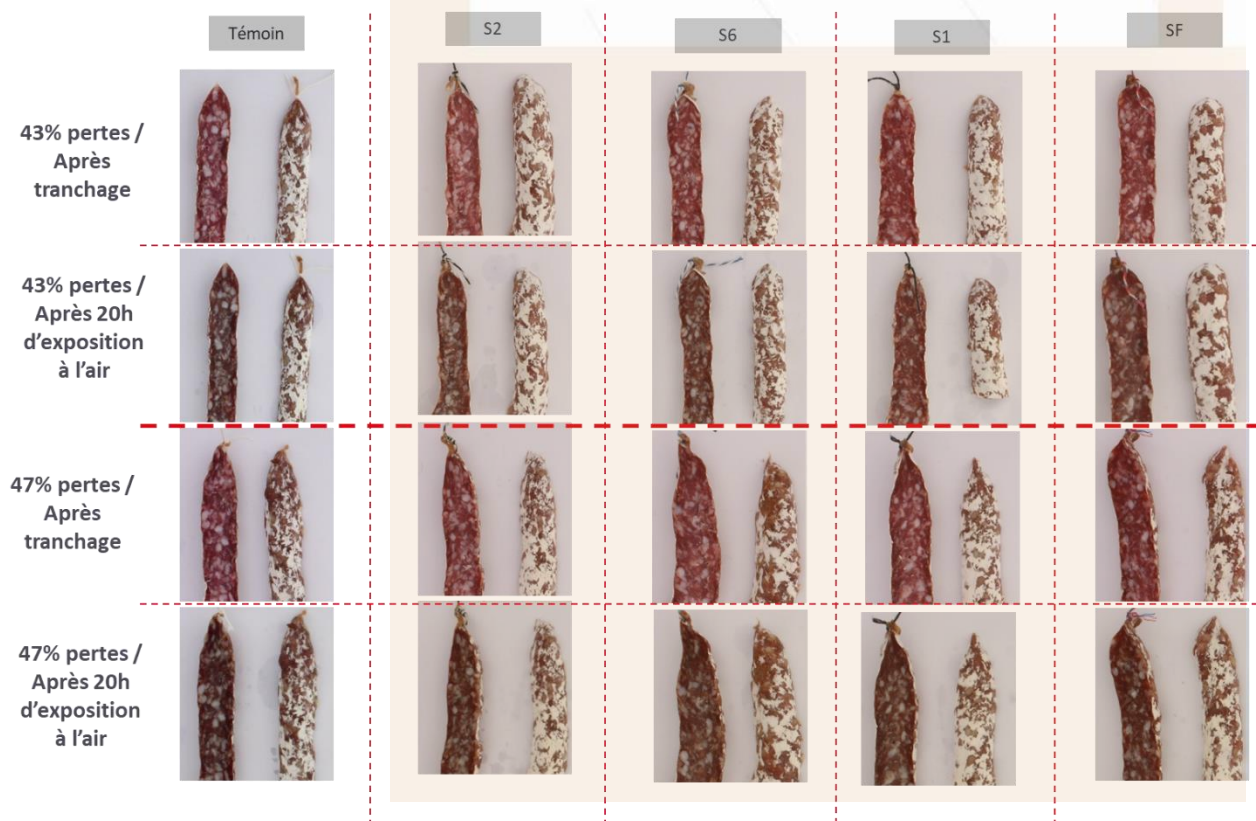 Témoin
S2
S6
S1
SF
43% pertes /
Après
tranchage
43% pertes /
Après 20h
d’exposition
à l’air
47% pertes /
Après
tranchage
47% pertes /
Après 20h
d’exposition
à l’air